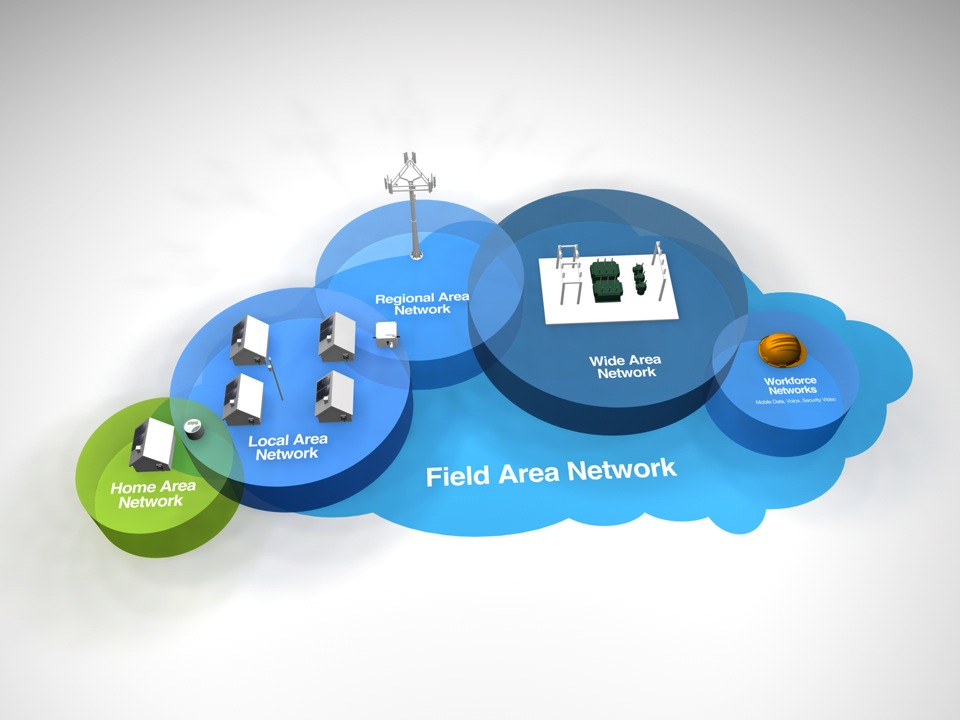 Regional Area
Network
Wide Area
Network
Workforce
Networks
Mobile Data, Voice, Security Video
Local Area
Network
Field Area Network
Home Area
Network